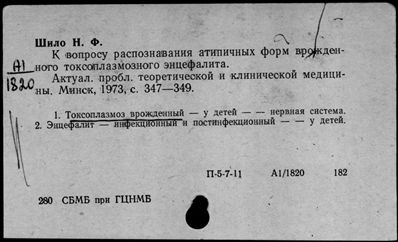 Шило Н. Ф.
К вопросу распознавания атипичных форм врожден-
ного токсоплазмозного энцефалита.
А1
1820
Актуал. пробл. теоретической и клинической медици-
ны. Минск, 1973, с. 347—349.
1. Токсоплазмоз врожденный — у детей — — нервная система.
2. Энцефалит — инфекционный и постинфекционный — — у детей.
П-5-7-11 А1/1820 182
280 СБМБ при ГЦНМБ